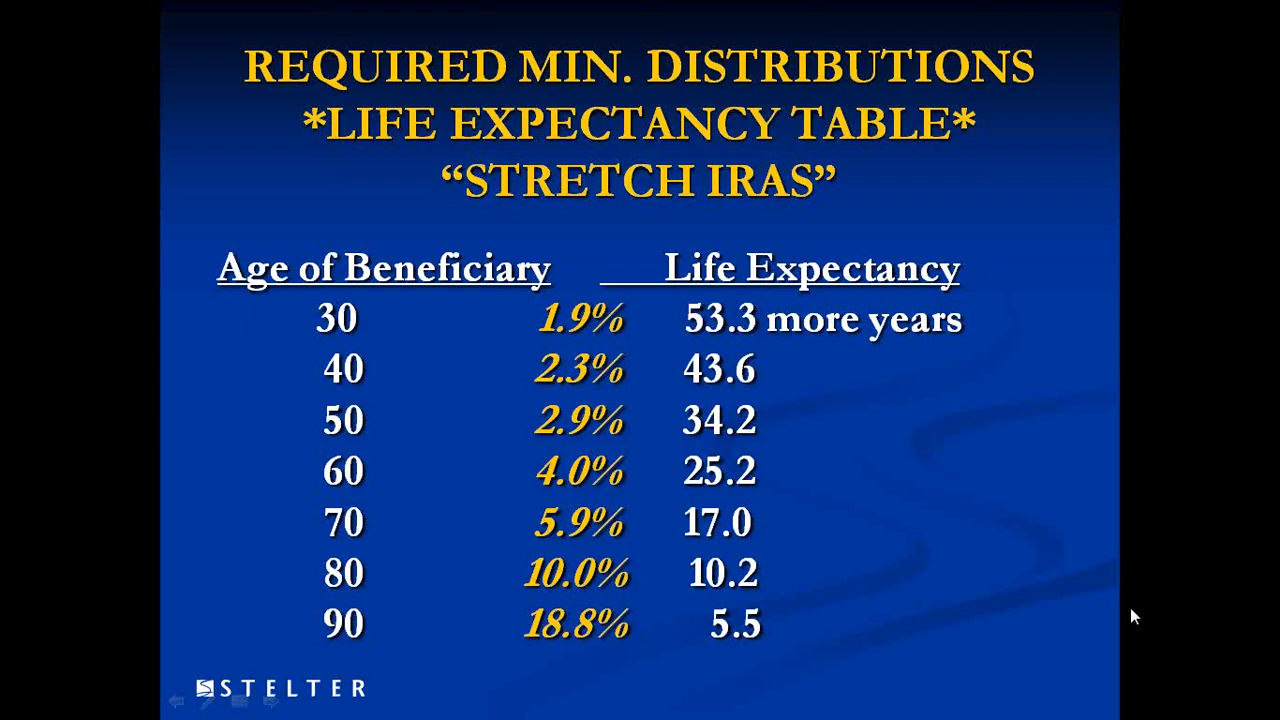 REQUIRED MIN. DISTRIBUTIONS
*LIFE EXPECTANCY TABLE*
“STRETCH IRAS”
Age of Beneficiary Life Expectancy
30 1.9% 53.3 more years
40 2.3% 43.6
50 2.9% 34.2
60 4.0% 25.2
70 5.9% 17.0
80 10.0% 10.2
90 18.8% 5.5
STELTER